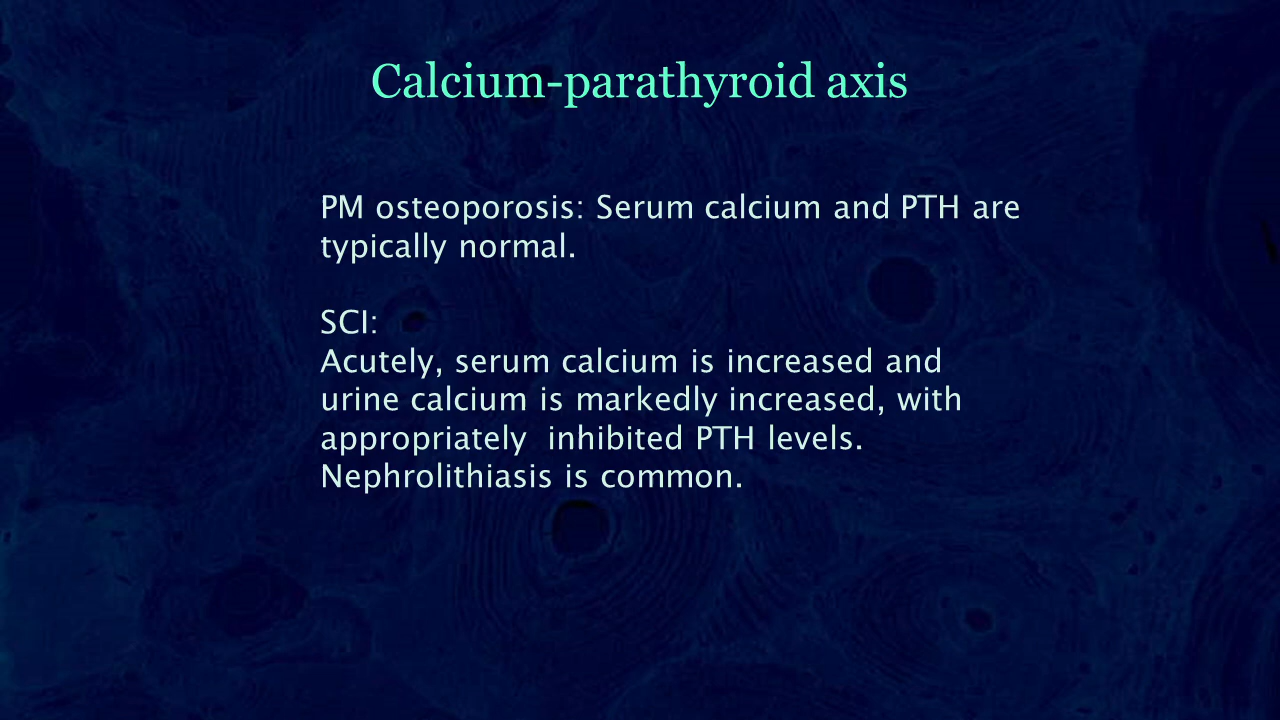 Calcium-parathyroid axis
PM osteoporosis: Serum calcium and PTH are
typically normal.
SCI:
Acutely, serum calcium is increased and
urine calcium is markedly increased, with
appropriately  inhibited PTH levels.
Nephrolithiasis is common.